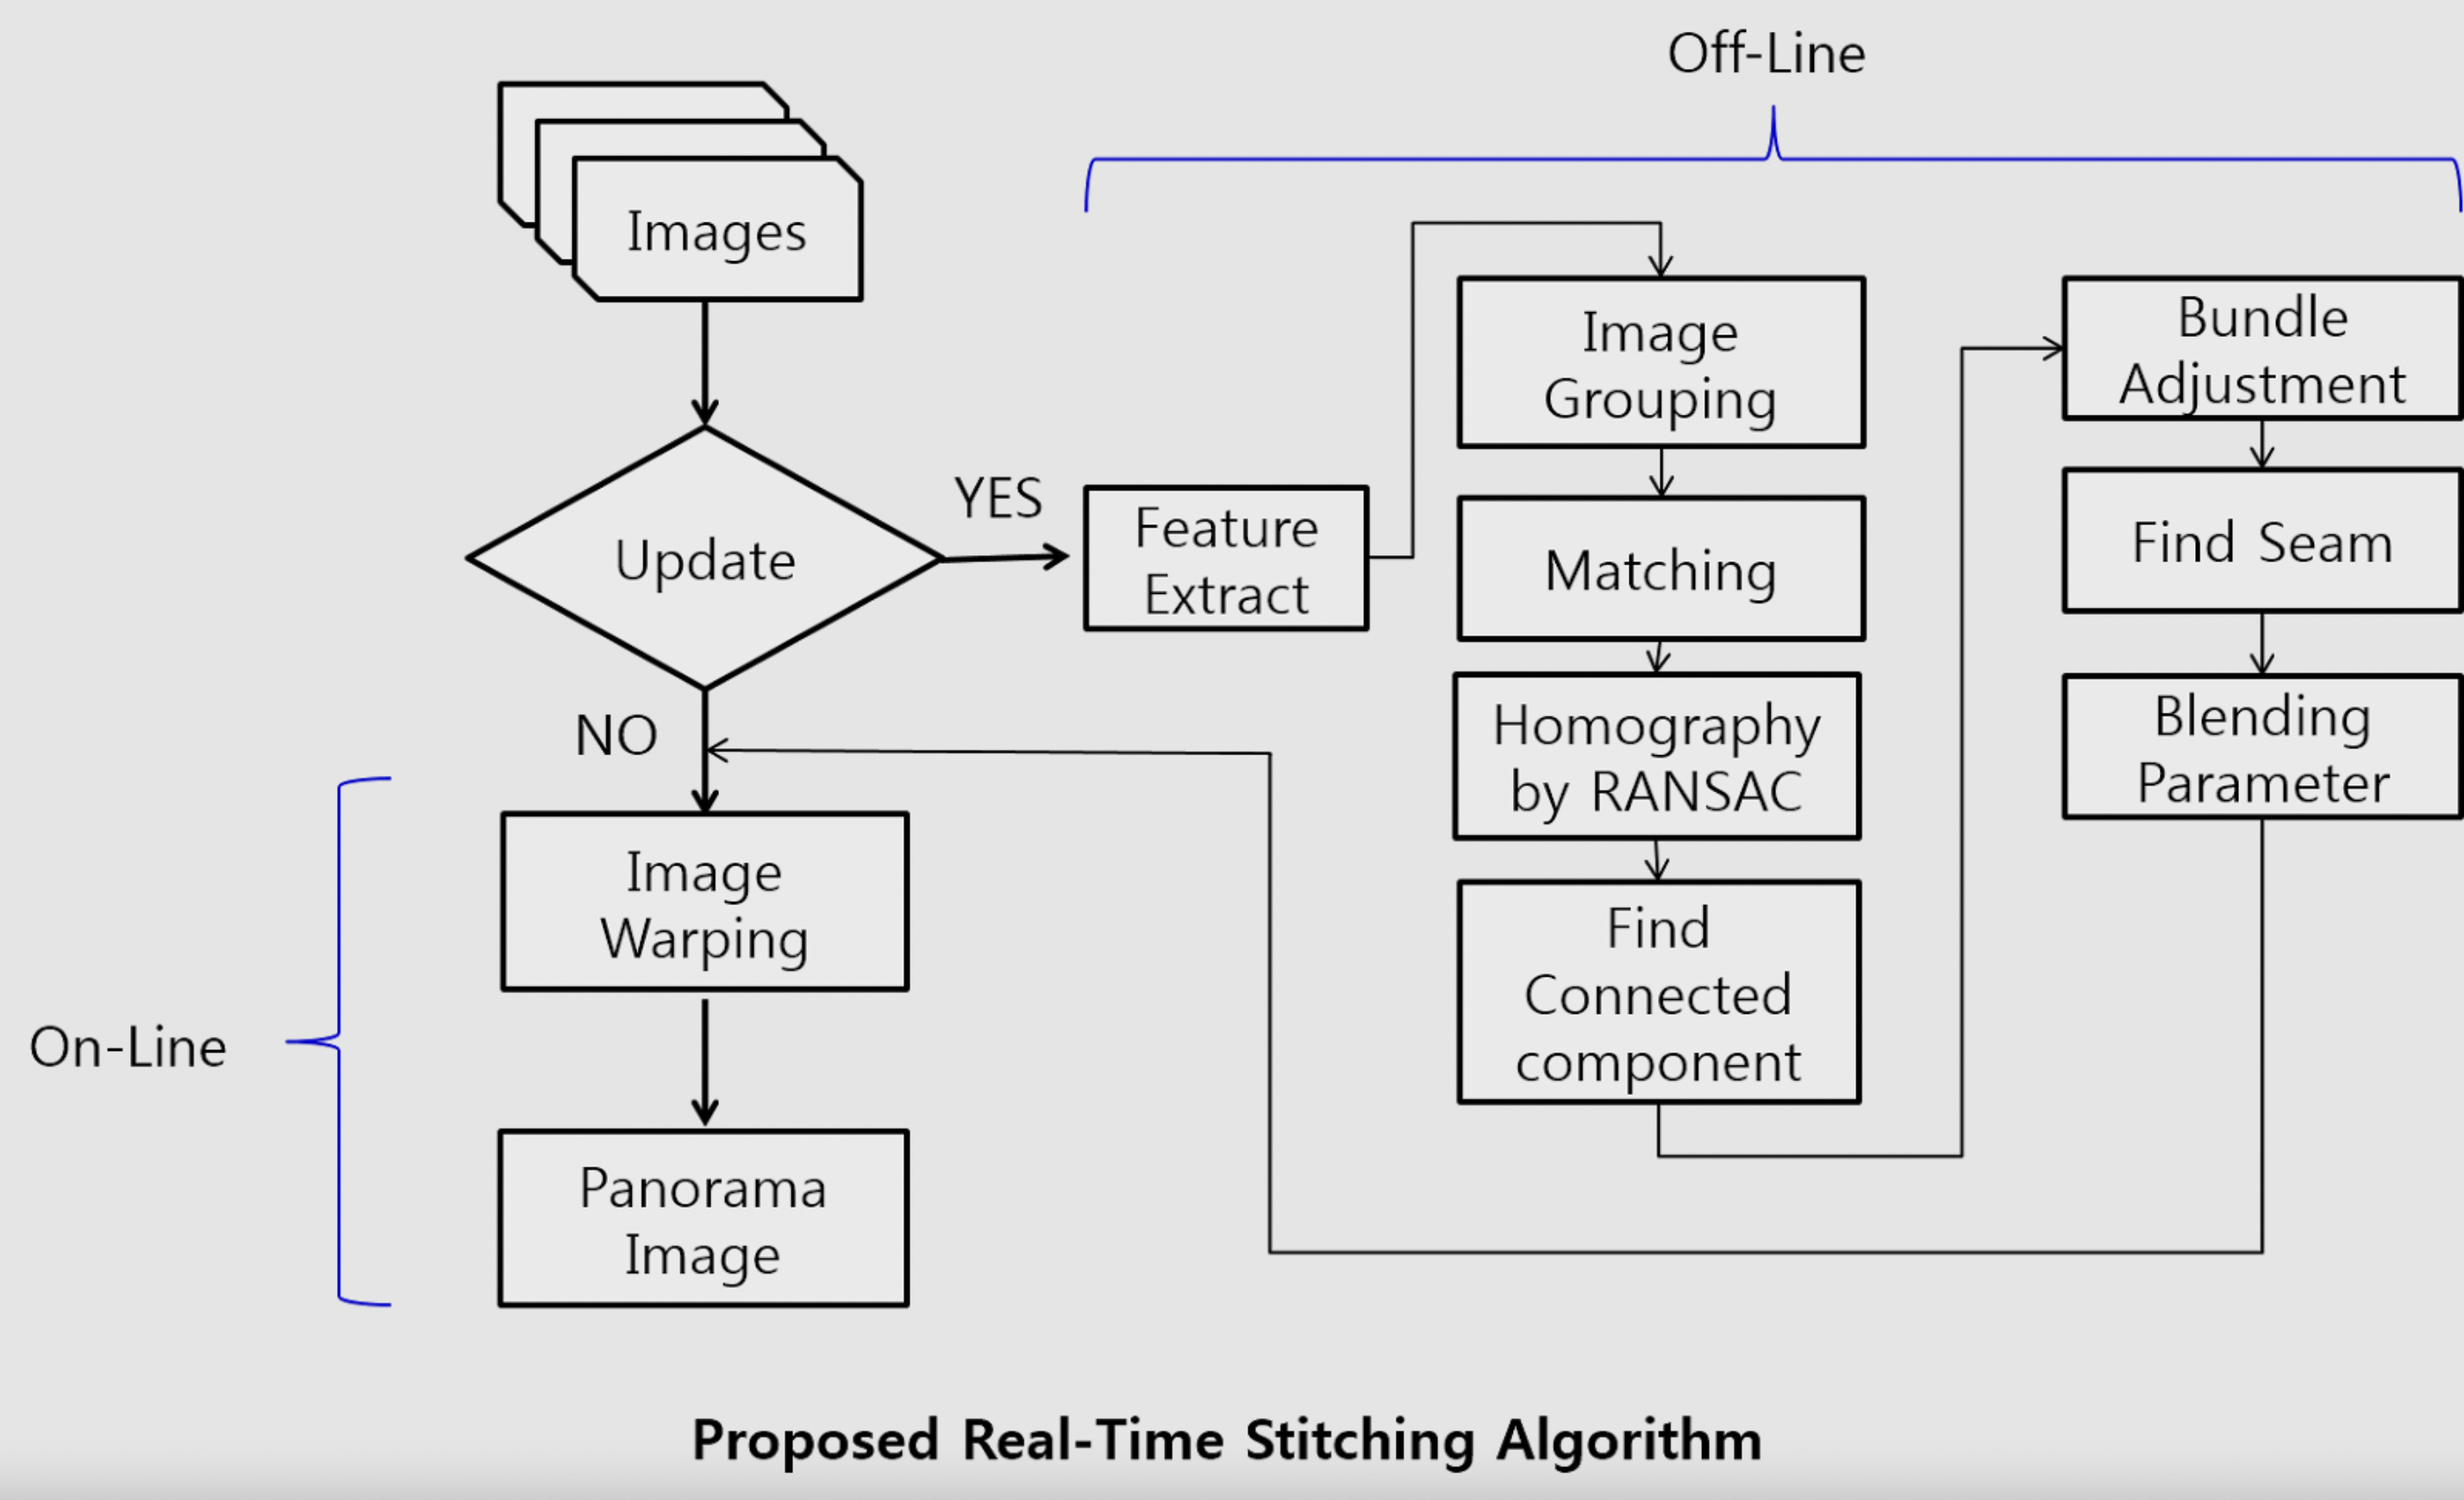 Off-Line
Images
Update
YES
NO
Feature
Extract
Image
Grouping
Matching
Homography
by RANSAC
Find
Connected
component
Bundle
Adjustment
Find Seam
Blending
Parameter
On-Line
Image
Warping
Panorama
Image
Proposed Real-Time Stitching Algorithm